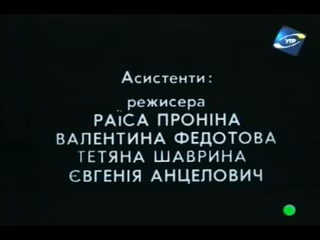 УТР
Асистенти:
режисера
РАЇСА ПРОНІНА
ВАЛЕНТИНА ФЕДОТОВА
ТЕТЯНА ШАВРИНА
ЄВГЕНІЯ АНЦЕЛОВИЧ